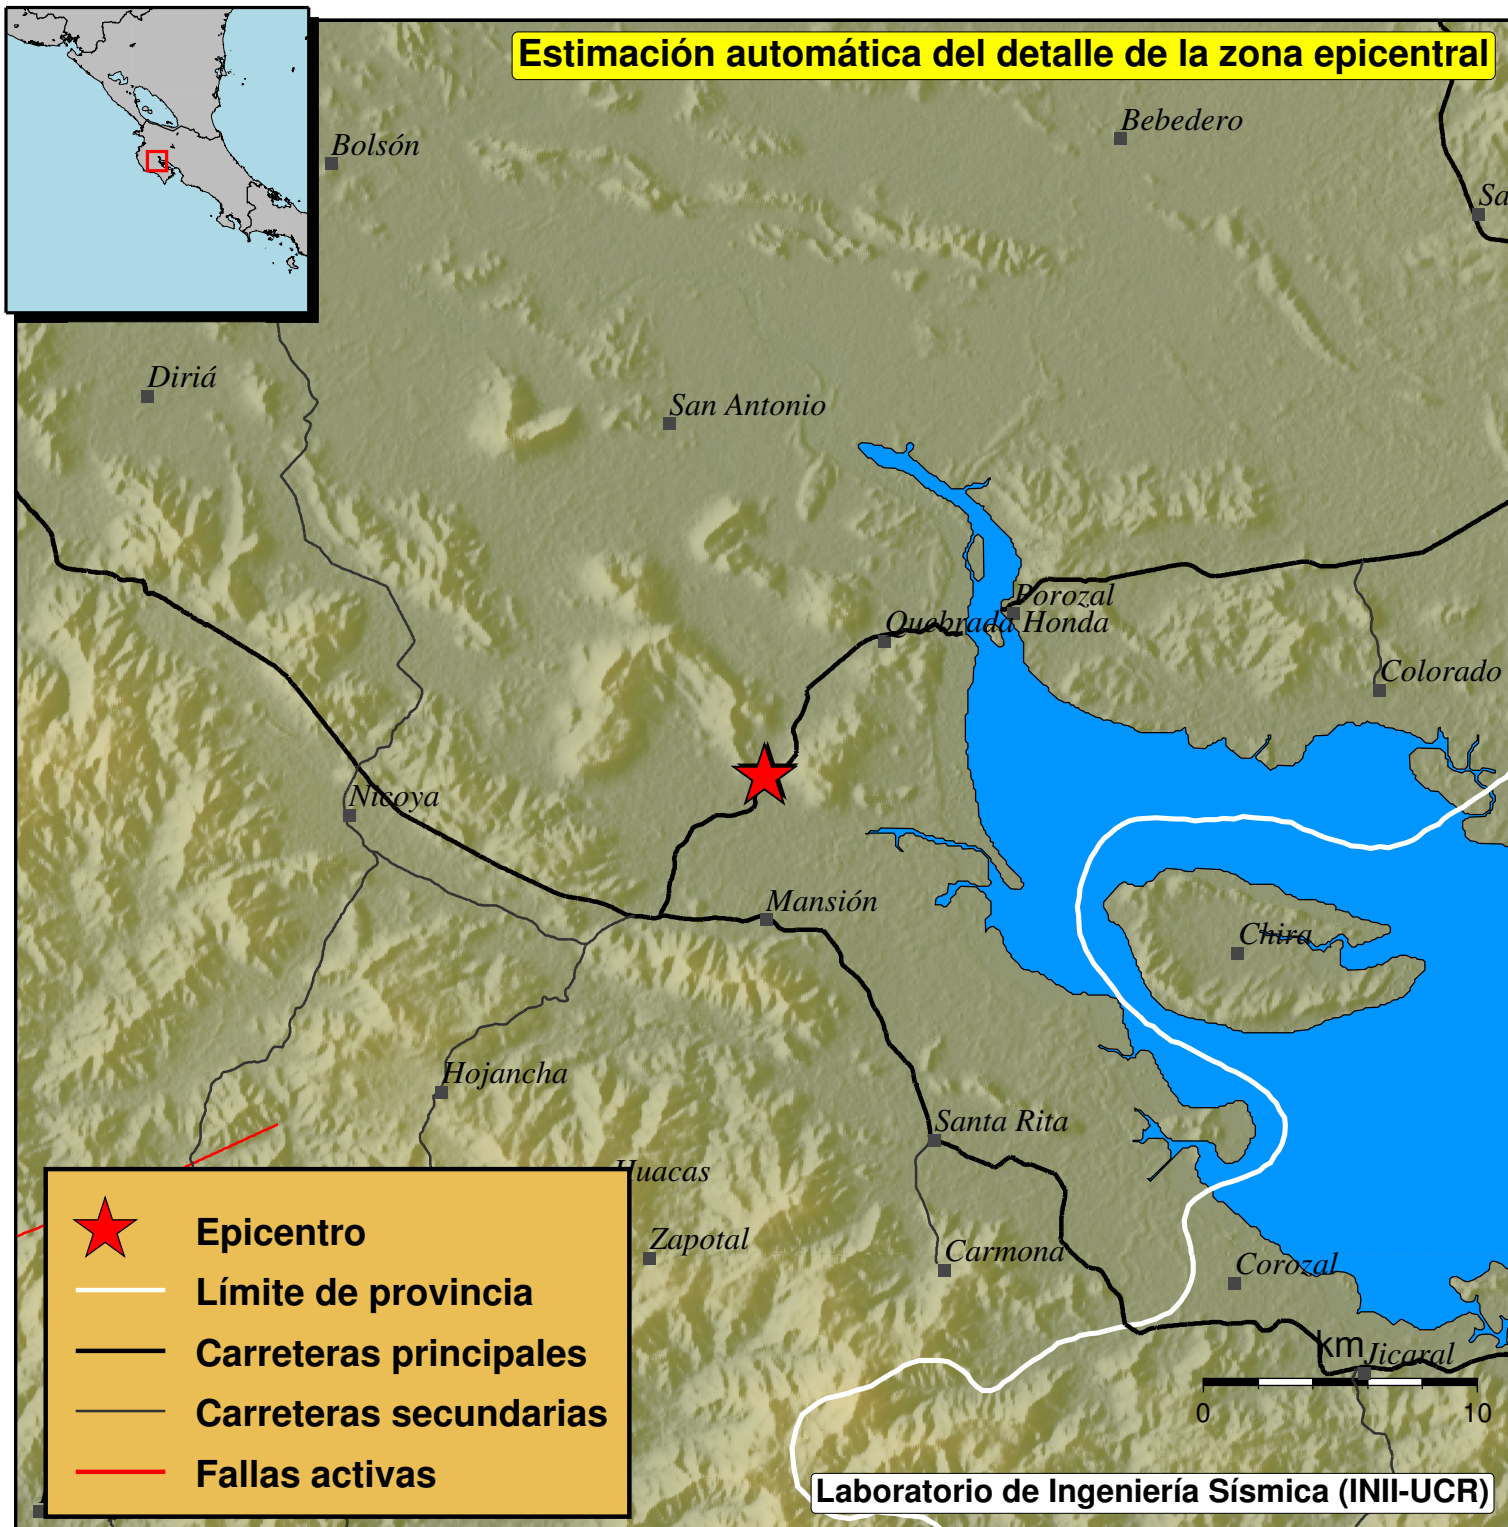 Estimación automática del detalle de la zona epicentral
Bebedero
Bolsón
Sa
Diriá
San Antonio
Porozal
Quebrada Honda
Colorado
Nicoya
Mansión
Chira
Hojancha
Santa Rita
Huacas
Zapotal
Carmona
Corozal
Jicaral
km
0 10
Epicentro
Límite de provincia
Carreteras principales
Carreteras secundarias
Fallas activas
Laboratorio de Ingeniería Sísmica (INII-UCR)